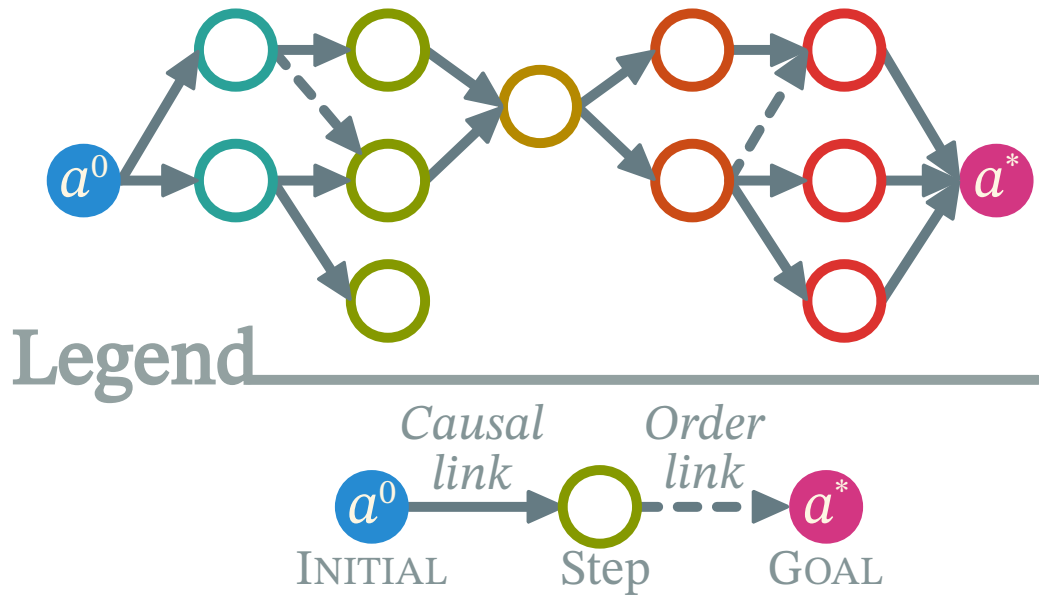 a⁰
a*
Legend
Causal link
Order link
a⁰
a*
INITIAL
Step
GOAL